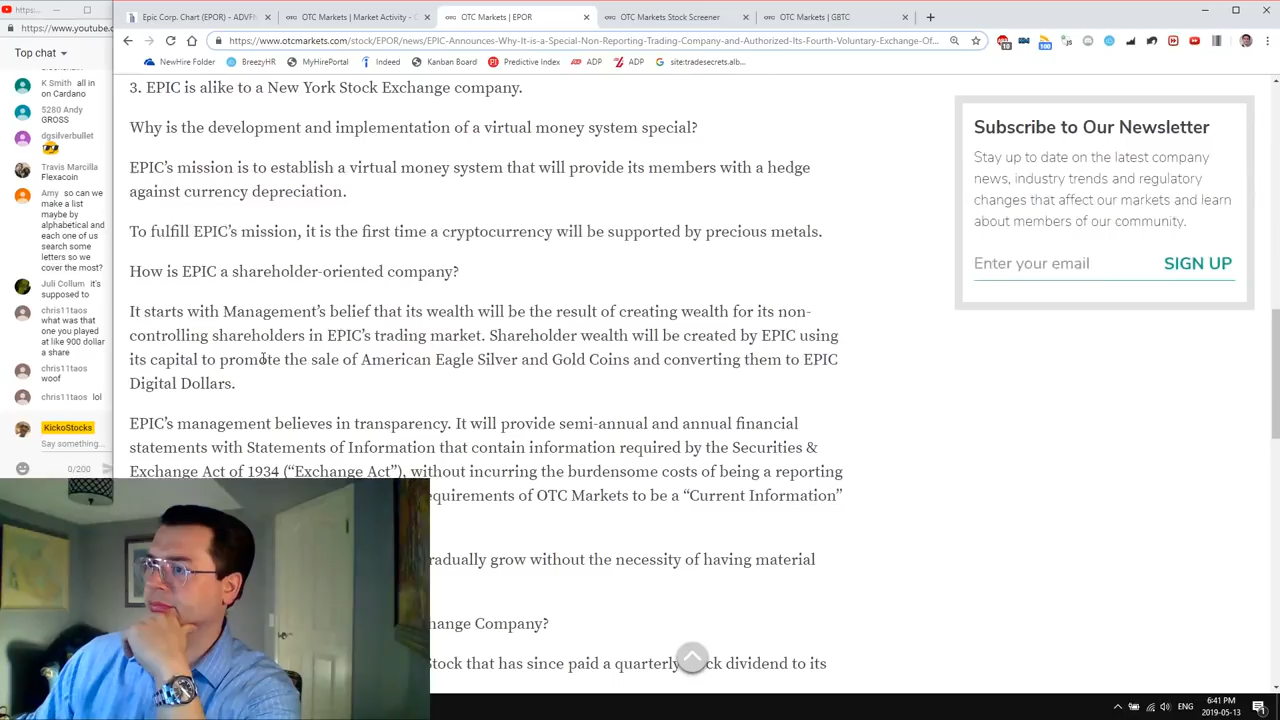 https...
https://www.youtube.c
Top chat
K Smith all in
on Cardano
5280 Andy
GROSS
dgsilverbullet
Travis Marcilla
Flexacoin
Amy so can we
make a list
maybe by
alphabetical and
each one of us
search some
letters so we
cover the most?
Juli Collum it's
supposed to
chris11taos
what was that
one you played
at like 900 dollar
a share
chris11taos
woof
chris11taos lol
KickoStocks
Say something...
0/200
Epic Corp. Chart (EPOR) - ADVFN
OTC Markets | Market Activity -
OTC Markets | EPOR
OTC Markets Stock Screener
OTC Markets | GBTC
https://www.otcmarkets.com/stock/EPOR/news/EPIC-Announces-Why-It-is-a-Special-Non-Reporting-Trading-Company-and-Authorized-Its-Fourth-Voluntary-Exchange-Of...
NewHire Folder
BreezyHR
MyHirePortal
Indeed
Kanban Board
Predictive Index
ADP
ADP
site:tradesecrets.alb...
3. EPIC is alike to a New York Stock Exchange company.
Why is the development and implementation of a virtual money system special?
EPIC’s mission is to establish a virtual money system that will provide its members with a hedge
against currency depreciation.
To fulfill EPIC’s mission, it is the first time a cryptocurrency will be supported by precious metals.
How is EPIC a shareholder-oriented company?
It starts with Management’s belief that its wealth will be the result of creating wealth for its non-
controlling shareholders in EPIC’s trading market. Shareholder wealth will be created by EPIC using
its capital to promote the sale of American Eagle Silver and Gold Coins and converting them to EPIC
Digital Dollars.
EPIC’s management believes in transparency. It will provide semi-annual and annual financial
statements with Statements of Information that contain information required by the Securities &
Exchange Act of 1934 (“Exchange Act”), without incurring the burdensome costs of being a reporting
equirements of OTC Markets to be a “Current Information”
radually grow without the necessity of having material
hange Company?
Stock that has since paid a quarterly stock dividend to its
Subscribe to Our Newsletter
Stay up to date on the latest company
news, industry trends and regulatory
changes that affect our markets and learn
about members of our community.
Enter your email
SIGN UP
ENG
6:41 PM
2019-05-13